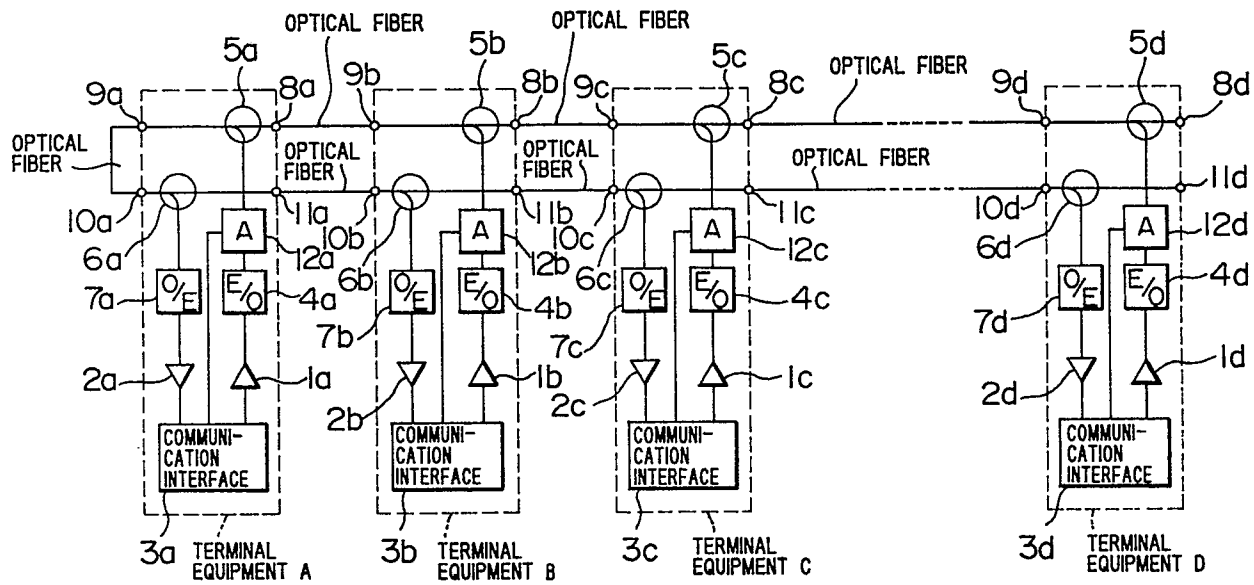 OPTICAL FIBER
OPTICAL FIBER
5a
5b
5c
5d
OPTICAL FIBER
9a
8a
9b
8b
9c
8c
9d
8d
OPTICAL
FIBER
OPTICAL
FIBER
OPTICAL
FIBER
OPTICAL FIBER
10a
11a
10b
11b
10c
11c
10d
11d
6a
A
12a
6b
A
12b
6c
A
12c
6d
A
12d
7a
O/E
E/O
4a
7b
O/E
E/O
4b
7c
O/E
E/O
4c
7d
O/E
E/O
4d
2a
1a
2b
1b
2c
1c
2d
1d
COMMUNI-
CATION
INTERFACE
COMMUNI-
CATION
INTERFACE
COMMUNI-
CATION
INTERFACE
COMMUNI-
CATION
INTERFACE
3a
TERMINAL
EQUIPMENT A
3b
TERMINAL
EQUIPMENT B
3c
TERMINAL
EQUIPMENT C
3d
TERMINAL
EQUIPMENT D